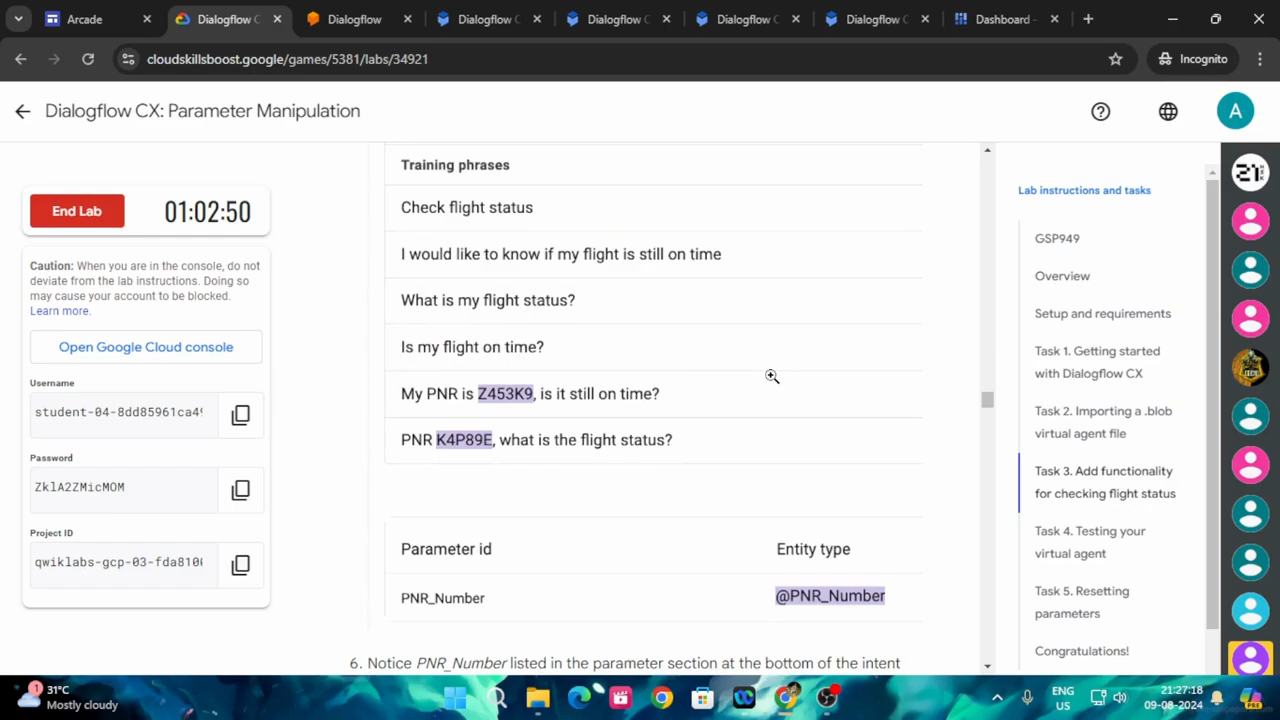 Arcade
Dialogflow C
Dialogflow
Dialogflow C
Dialogflow C
Dialogflow C
Dialogflow C
Dashboard -
cloudskillsboost.google/games/5381/labs/34921
Incognito
Dialogflow CX: Parameter Manipulation
A
End Lab
01:02:50
Caution: When you are in the console, do not
deviate from the lab instructions. Doing so
may cause your account to be blocked.
Learn more.
Open Google Cloud console
Username
student-04-8dd85961ca49
Password
ZklA2ZMicMOM
Project ID
qwiklabs-gcp-03-fda810
Training phrases
Check flight status
I would like to know if my flight is still on time
What is my flight status?
Is my flight on time?
My PNR is Z453K9, is it still on time?
PNR K4P89E, what is the flight status?
Parameter id
Entity type
PNR_Number
@PNR_Number
6. Notice PNR_Number listed in the parameter section at the bottom of the intent
Lab instructions and tasks
GSP949
Overview
Setup and requirements
Task 1. Getting started
with Dialogflow CX
Task 2. Importing a .blob
virtual agent file
Task 3. Add functionality
for checking flight status
Task 4. Testing your
virtual agent
Task 5. Resetting
parameters
Congratulations!
21
1
31°C
Mostly cloudy
ENG
US
21:27:18
09-08-2024
PRE